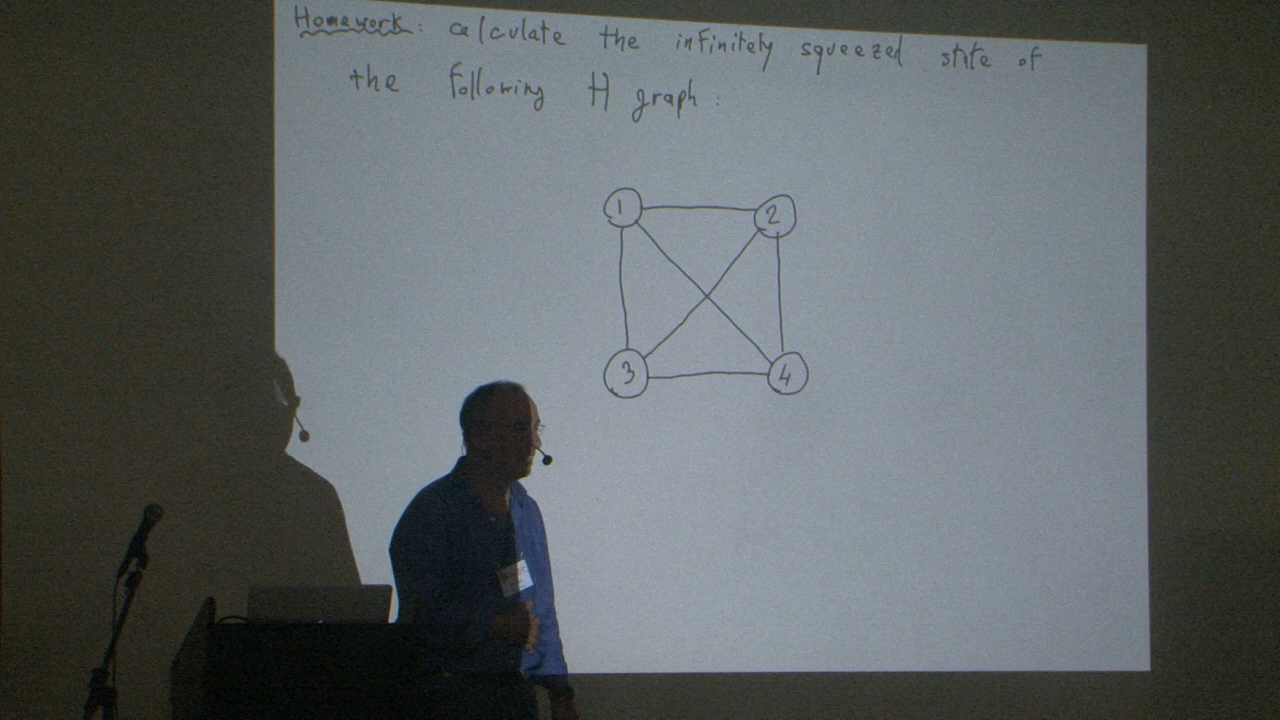 Homework: calculate the infinitely squeezed state of
the following H graph:
1 2
3 4